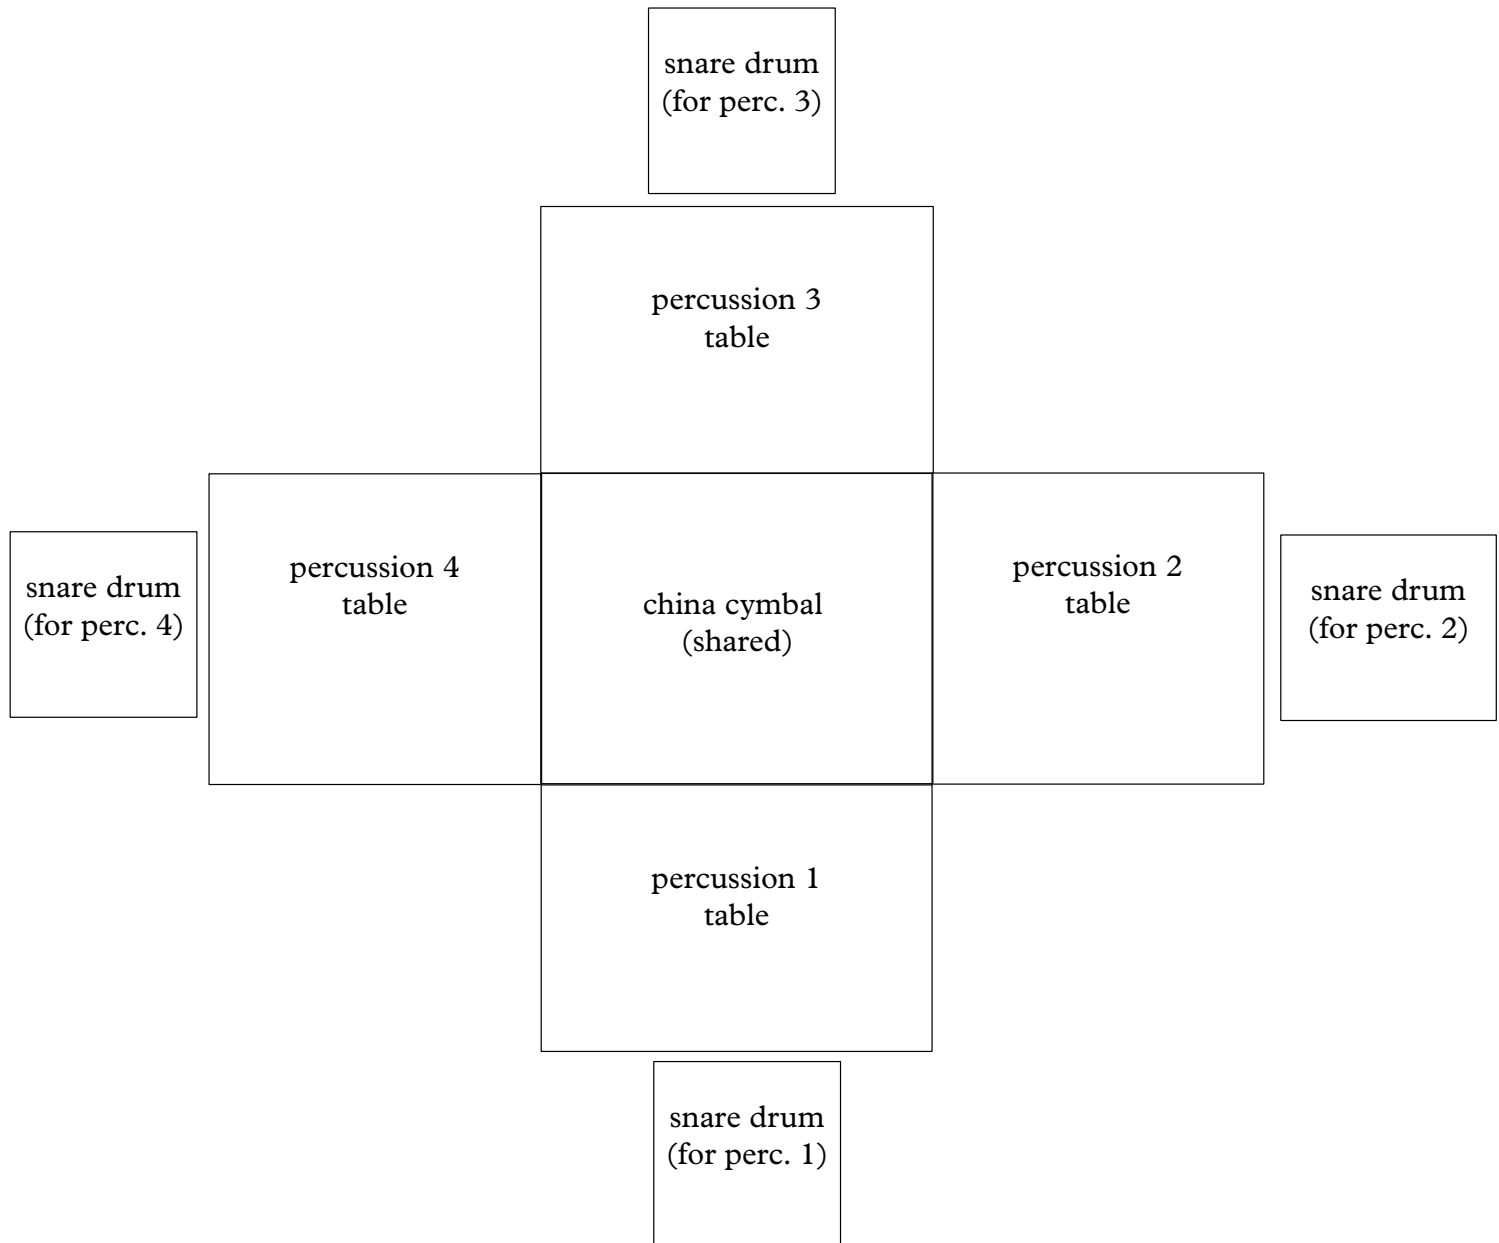 snare drum
(for perc. 3)
percussion 3
table
percussion 4
table
percussion 2
table
snare drum
(for perc. 4)
china cymbal
(shared)
snare drum
(for perc. 2)
percussion 1
table
snare drum
(for perc. 1)